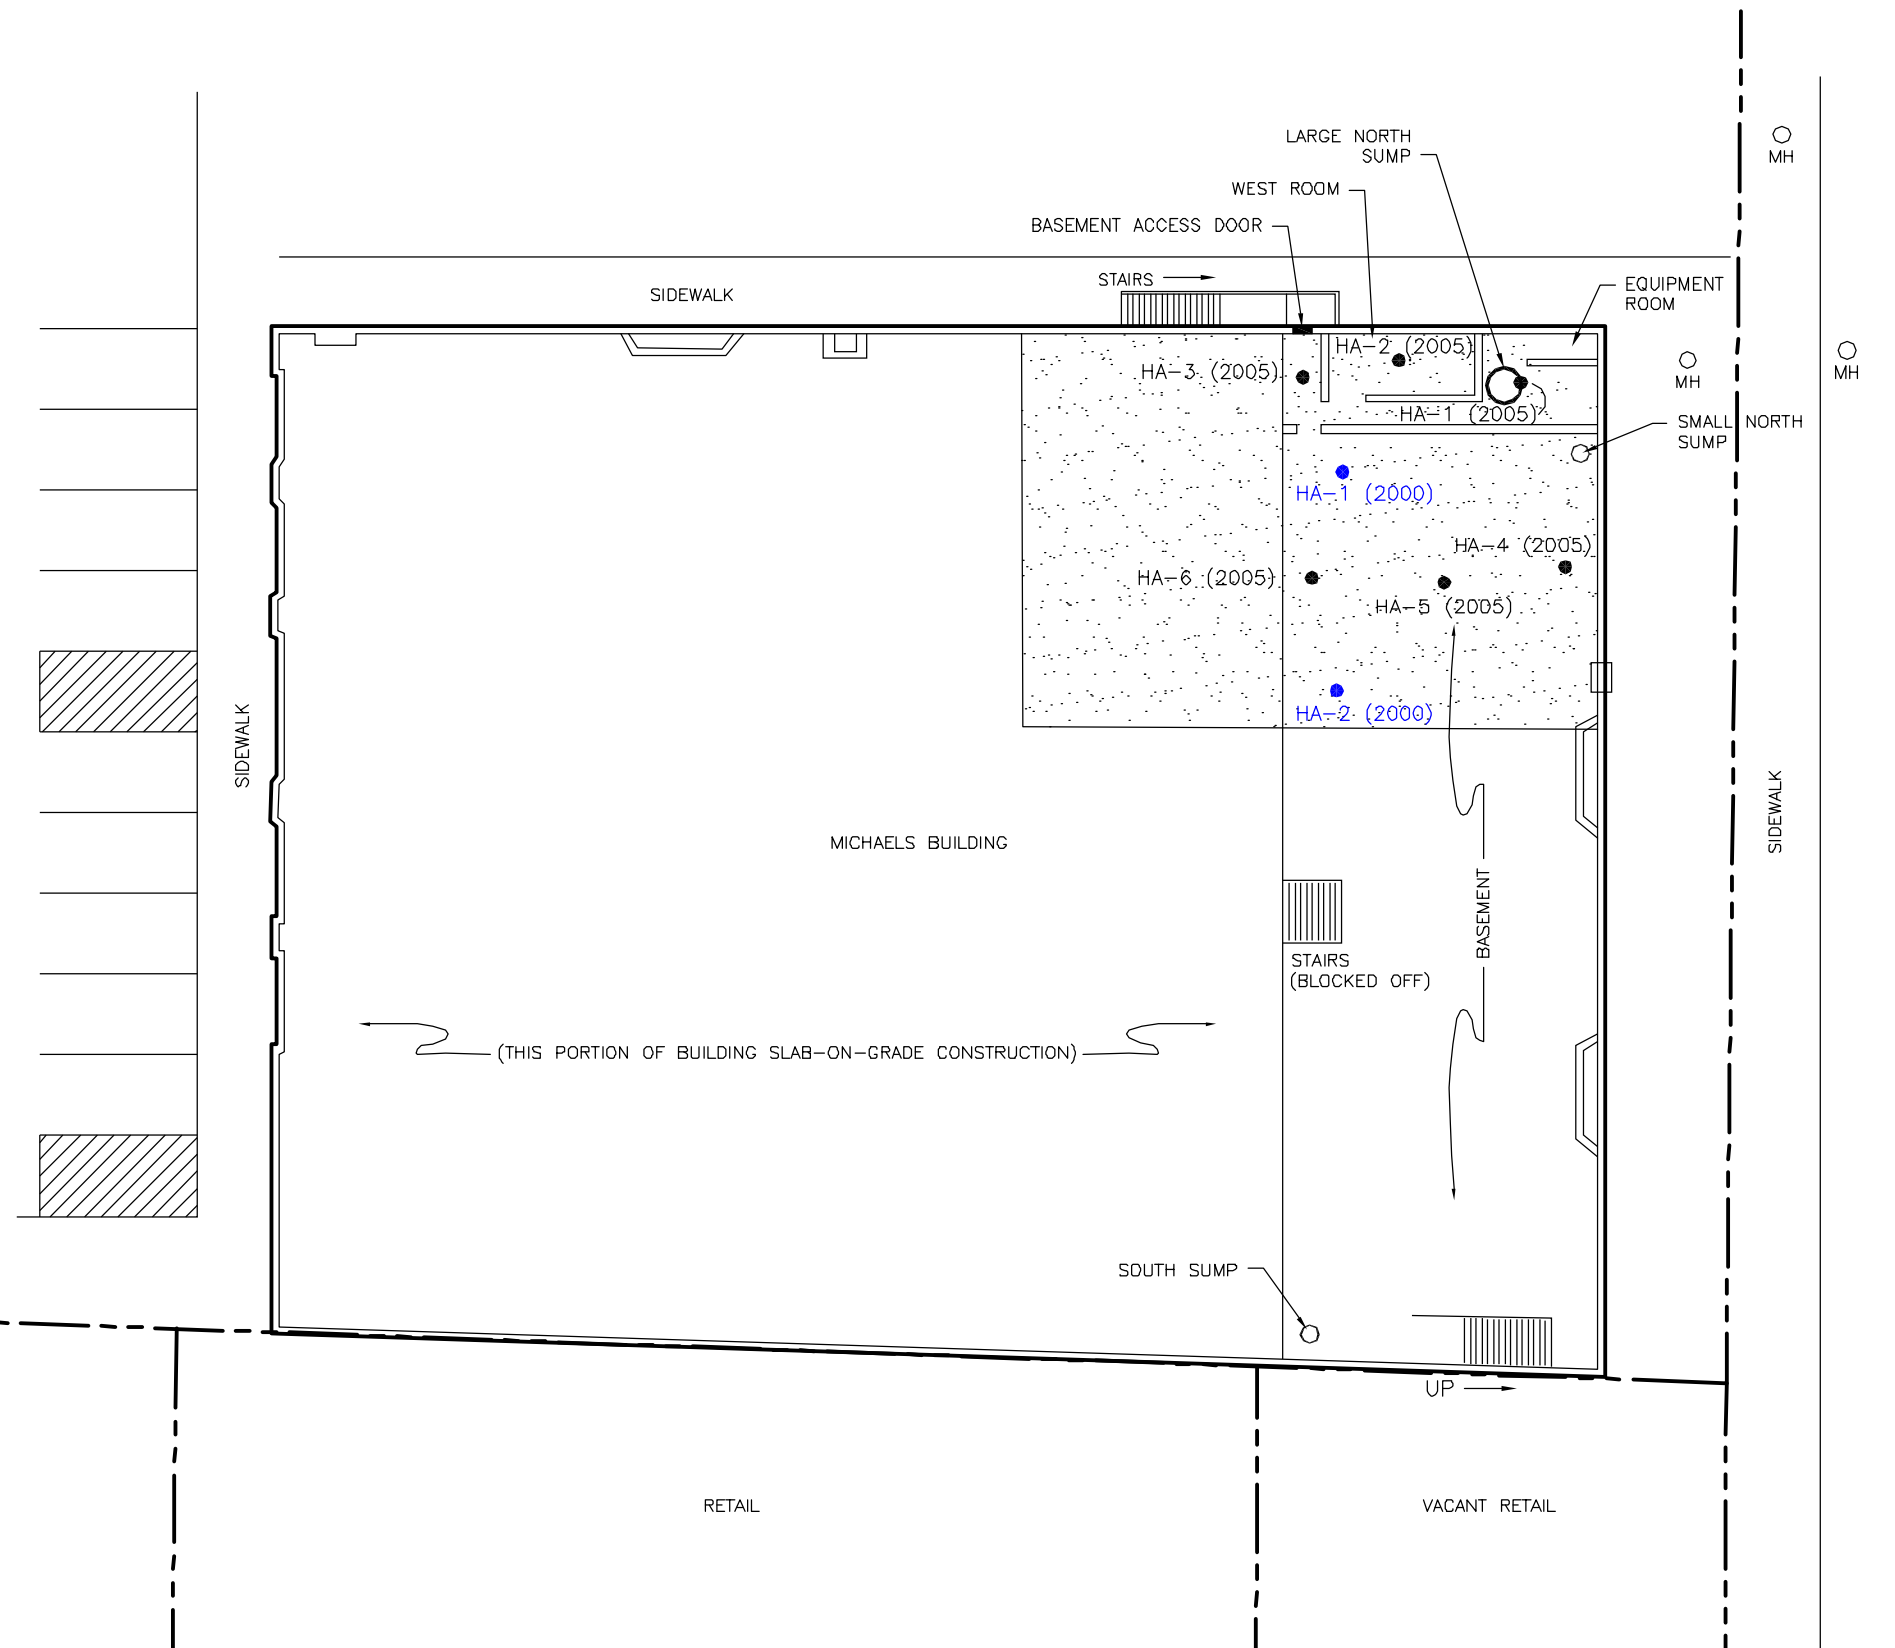 LARGE NORTH
SUMP
MH
WEST ROOM
BASEMENT ACCESS DOOR
STAIRS
SIDEWALK
EQUIPMENT
ROOM
HA-2 (2005)
HA-3 (2005)
MH
MH
HA-1 (2005)
SMALL NORTH
SUMP
HA-1 (2000)
HA-4 (2005)
HA-6 (2005)
HA-5 (2005)
HA-2 (2000)
SIDEWALK
SIDEWALK
MICHAELS BUILDING
BASEMENT
STAIRS
(BLOCKED OFF)
(THIS PORTION OF BUILDING SLAB-ON-GRADE CONSTRUCTION)
SOUTH SUMP
UP
RETAIL
VACANT RETAIL